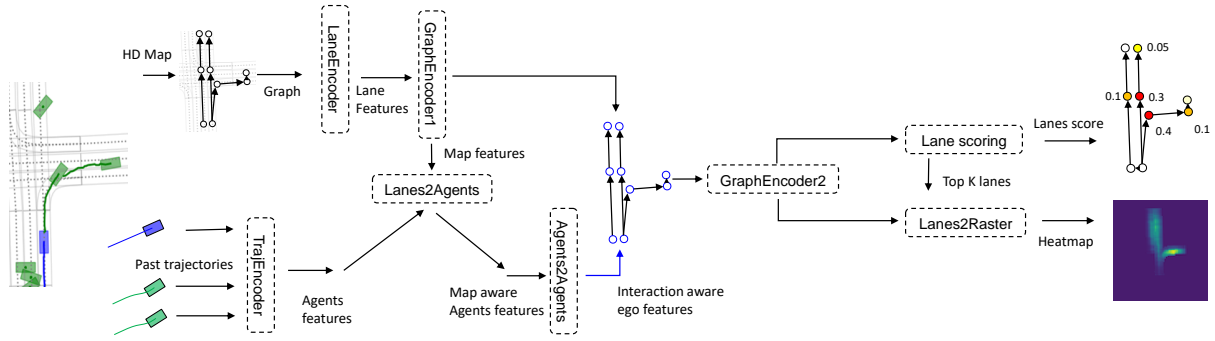 HD Map
Graph
LaneEncoder
Lane
Features
GraphEncoder1
Map features
Lanes2Agents
Past trajectories
TrajEncoder
Agents
features
Map aware
Agents features
Agents2Agents
Interaction aware
ego features
GraphEncoder2
Lane scoring
Top K lanes
Lanes2Raster
Lanes score
Heatmap
0.05
0.1
0.3
0.4
0.1